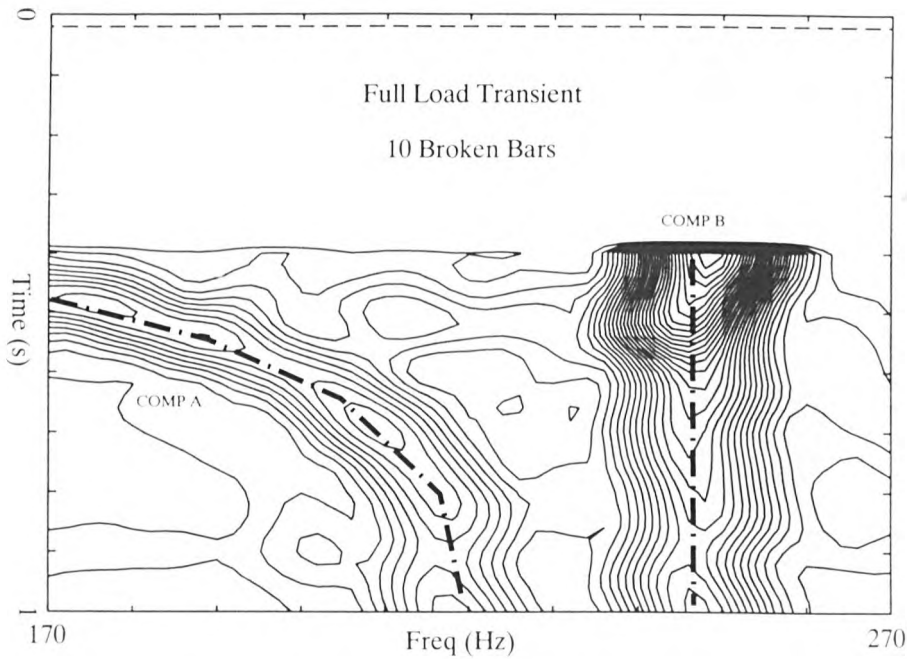 0
Full Load Transient
10 Broken Bars
COMP B
Time (s)
COMP A
1
170
Freq (Hz)
270